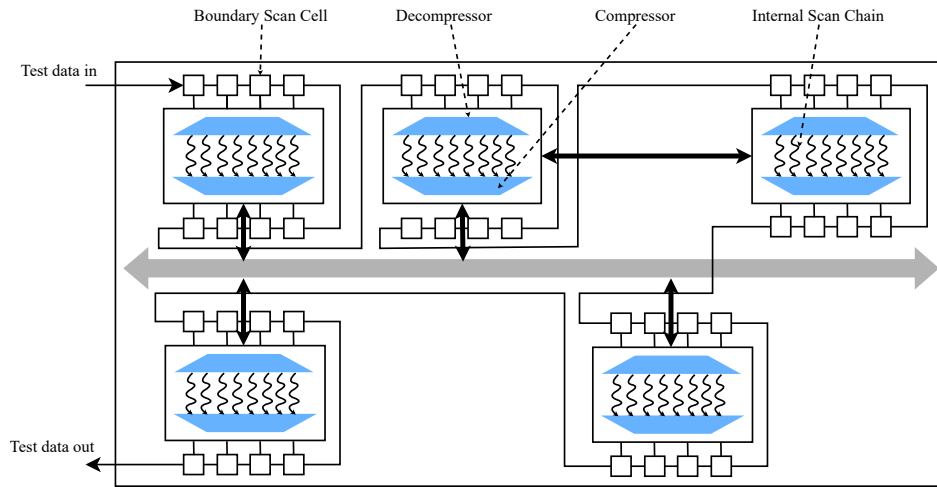 Boundary Scan Cell
Decompressor
Compressor
Internal Scan Chain
Test data in
Test data out